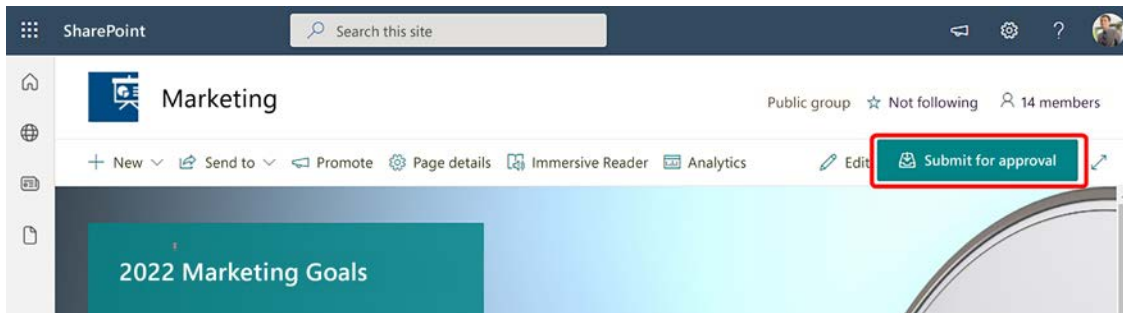 SharePoint Search this site ?
Marketing
Public group Not following 14 members
New Send to Promote Page details Immersive Reader Analytics Edit Submit for approval
2022 Marketing Goals